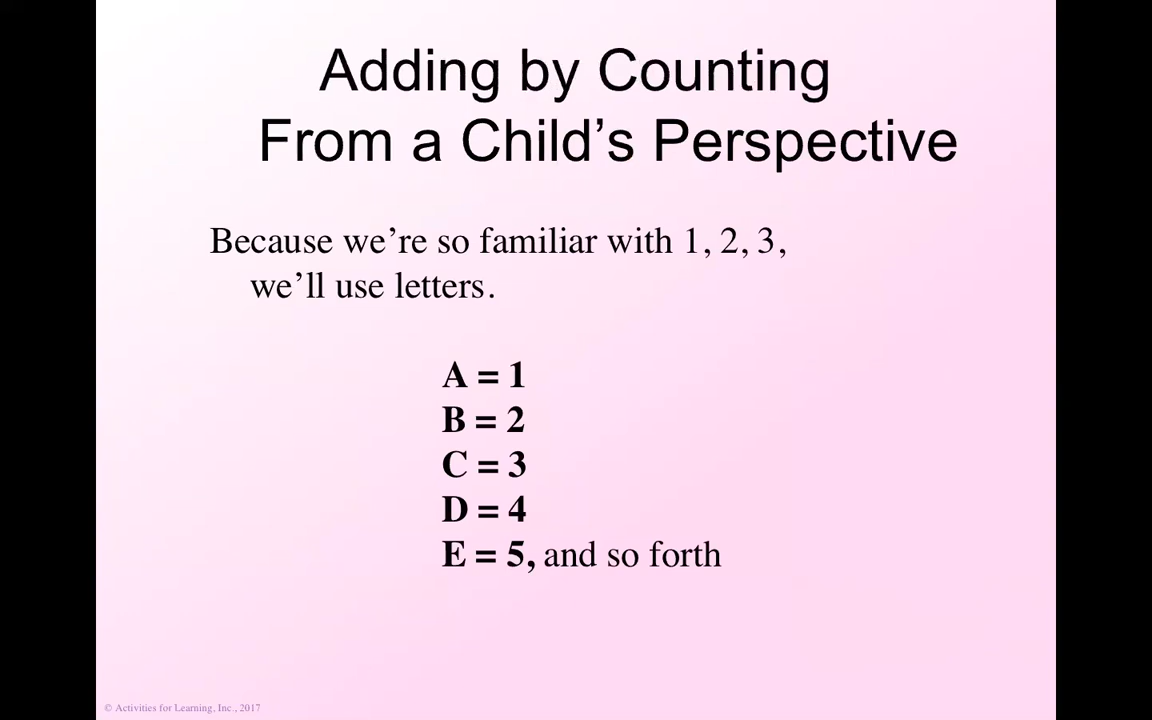 Adding by Counting
From a Child’s Perspective
Because we’re so familiar with 1, 2, 3,
we’ll use letters.
A = 1
B = 2
C = 3
D = 4
E = 5, and so forth
© Activities for Learning, Inc., 2017